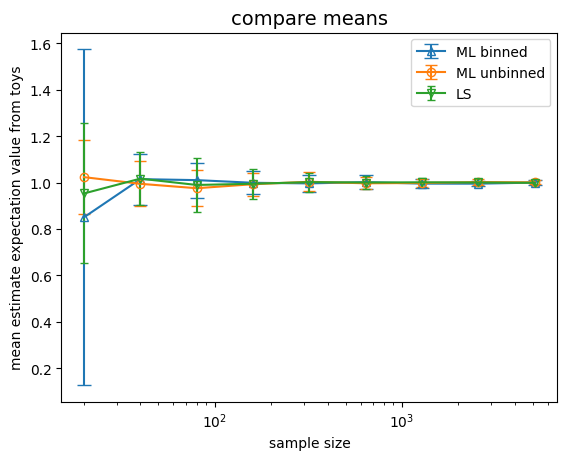 compare means
mean estimate expectation value from toys
1.6
1.4
1.2
1.0
0.8
0.6
0.4
0.2
ML binned
ML unbinned
LS
10²
10³
sample size